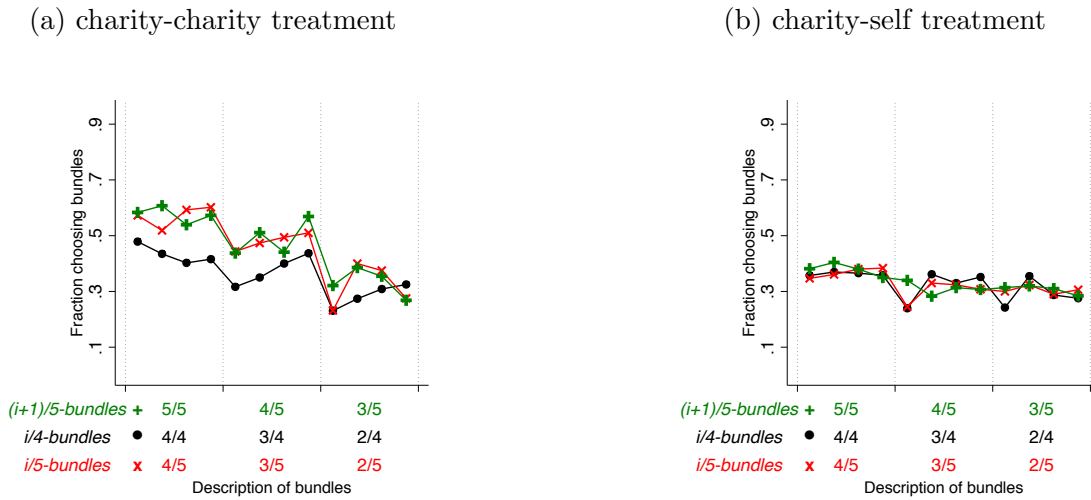 (a) charity-charity treatment
Fraction choosing bundles
.9
.7
.5
.3
.1
(i+1)/5-bundles + 5/5 4/5 3/5
i/4-bundles ● 4/4 3/4 2/4
i/5-bundles x 4/5 3/5 2/5
Description of bundles
(b) charity-self treatment
Fraction choosing bundles
.9
.7
.5
.3
.1
(i+1)/5-bundles + 5/5 4/5 3/5
i/4-bundles ● 4/4 3/4 2/4
i/5-bundles x 4/5 3/5 2/5
Description of bundles